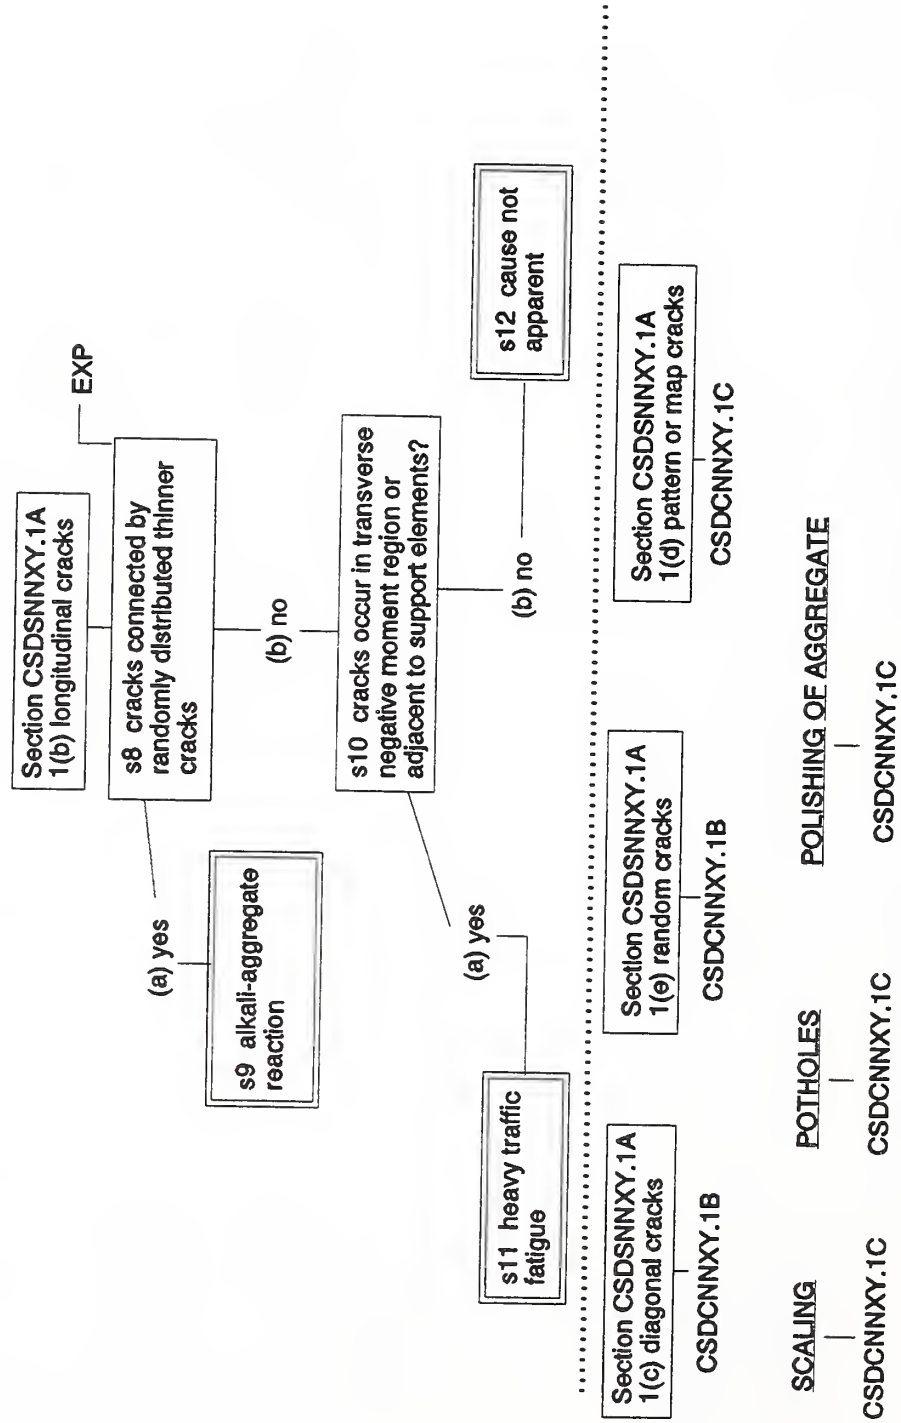 Section CSDSNNXY.1A
1(b) longitudinal cracks
EXP
s8 cracks connected by
randomly distributed thinner
cracks
(a) yes
(b) no
s9 alkali-aggregate
reaction
s10 cracks occur in transverse
negative moment region or
adjacent to support elements?
(a) yes
(b) no
s11 heavy traffic
fatigue
s12 cause not
apparent
Section CSDSNNXY.1A
1(c) diagonal cracks
CSDCNNXY.1B
Section CSDSNNXY.1A
1(e) random cracks
CSDCNNXY.1B
Section CSDSNNXY.1A
1(d) pattern or map cracks
CSDCNNXY.1C
SCALING
CSDCNNXY.1C
POTHOLES
CSDCNNXY.1C
POLISHING OF AGGREGATE
CSDCNNXY.1C